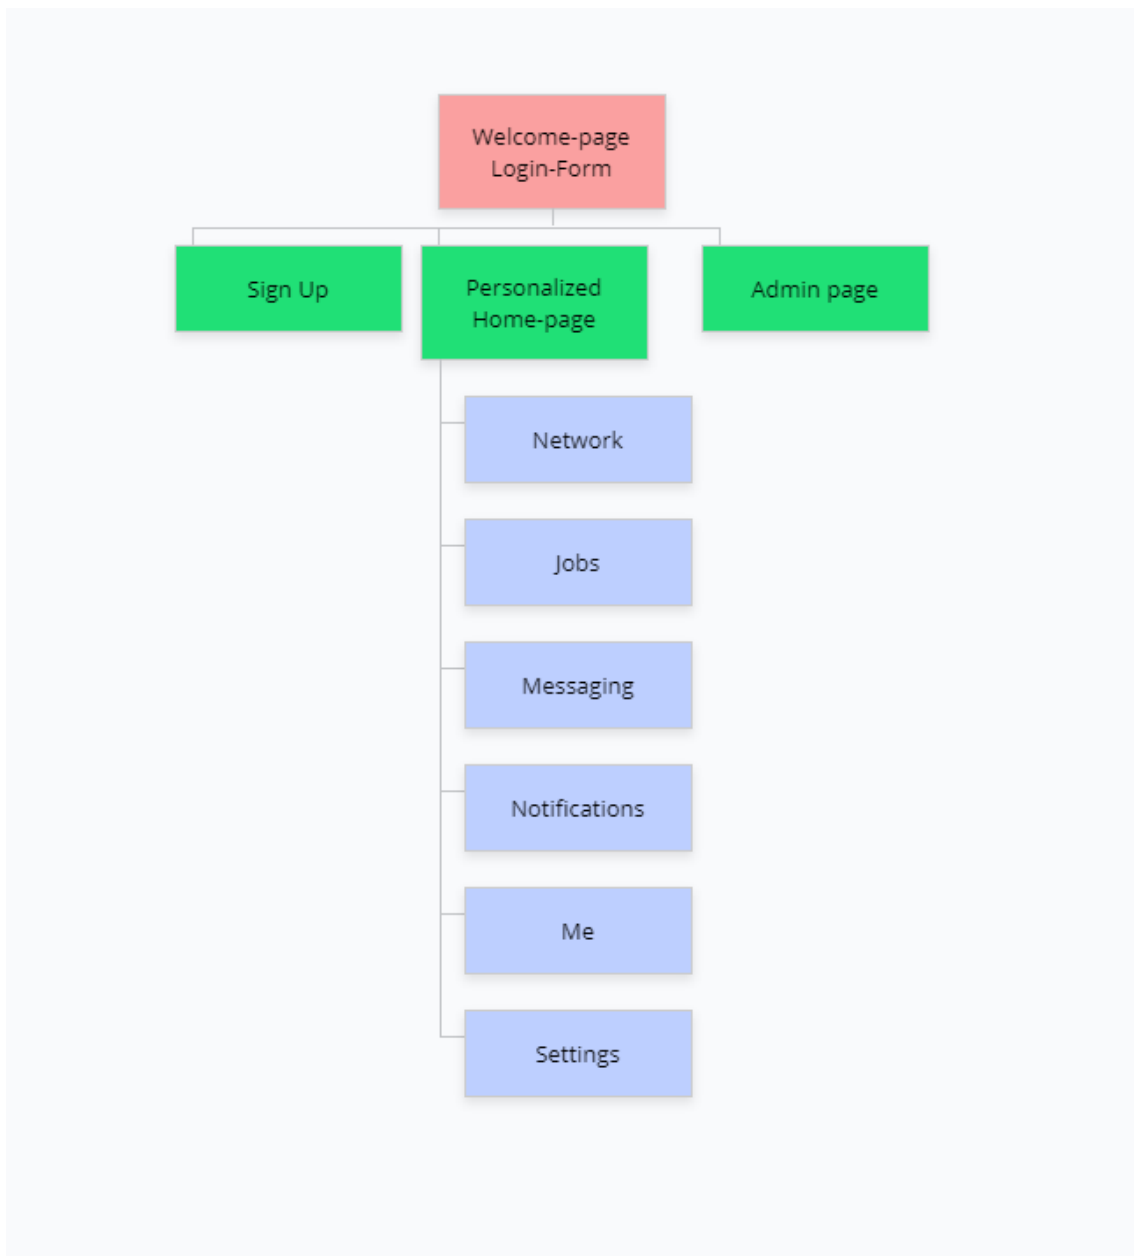 Welcome-page
Login-Form
Sign Up
Personalized
Home-page
Admin page
Network
Jobs
Messaging
Notifications
Me
Settings